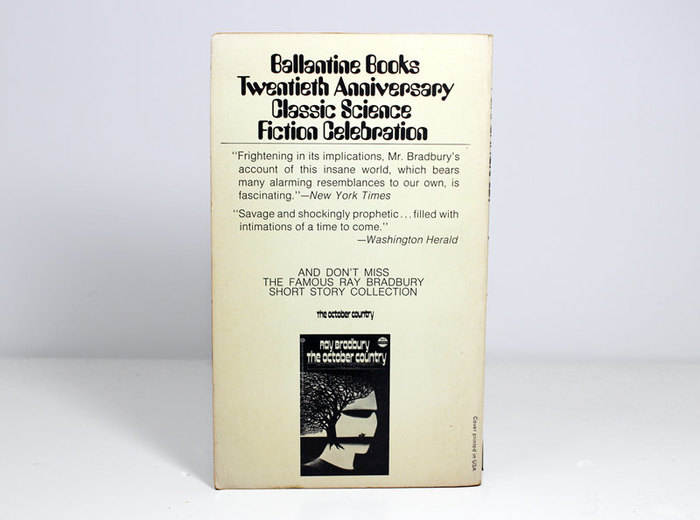 Ballantine Books
Twentieth Anniversary
Classic Science
Fiction Celebration
“Frightening in its implications, Mr. Bradbury’s
account of this insane world, which bears
many alarming resemblances to our own, is
fascinating.”—New York Times
“Savage and shockingly prophetic...filled with
intimations of a time to come.”
—Washington Herald
AND DON’T MISS
THE FAMOUS RAY BRADBURY
SHORT STORY COLLECTION
The October Country
Ray Bradbury
The October Country
Cover printed in USA